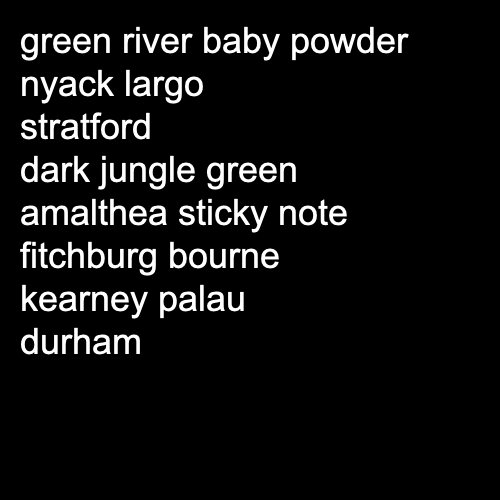 green river baby powder
nyack largo
stratford
dark jungle green
amalthea sticky note
fitchburg bourne
kearney palau
durham